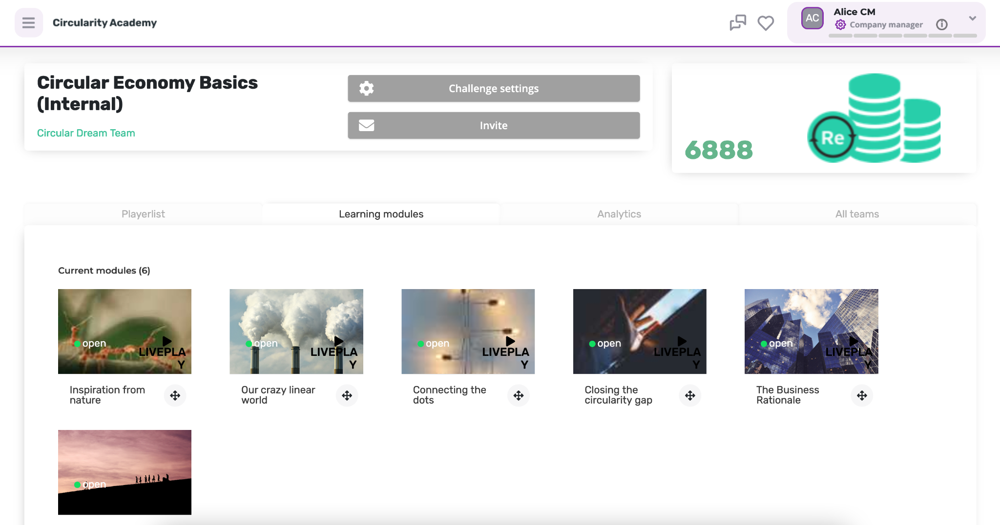 Circularity Academy
AC
Alice CM
Company manager
Circular Economy Basics
(Internal)
Circular Dream Team
Challenge settings
Invite
6888
Re
Playerlist
Learning modules
Analytics
All teams
Current modules (6)
open
LIVEPLA
Y
open
LIVEPLA
Y
open
LIVEPLA
Y
open
LIVEPLA
Y
open
LIVEPLA
Y
Inspiration from
nature
Our crazy linear
world
Connecting the
dots
Closing the
circularity gap
The Business
Rationale
open